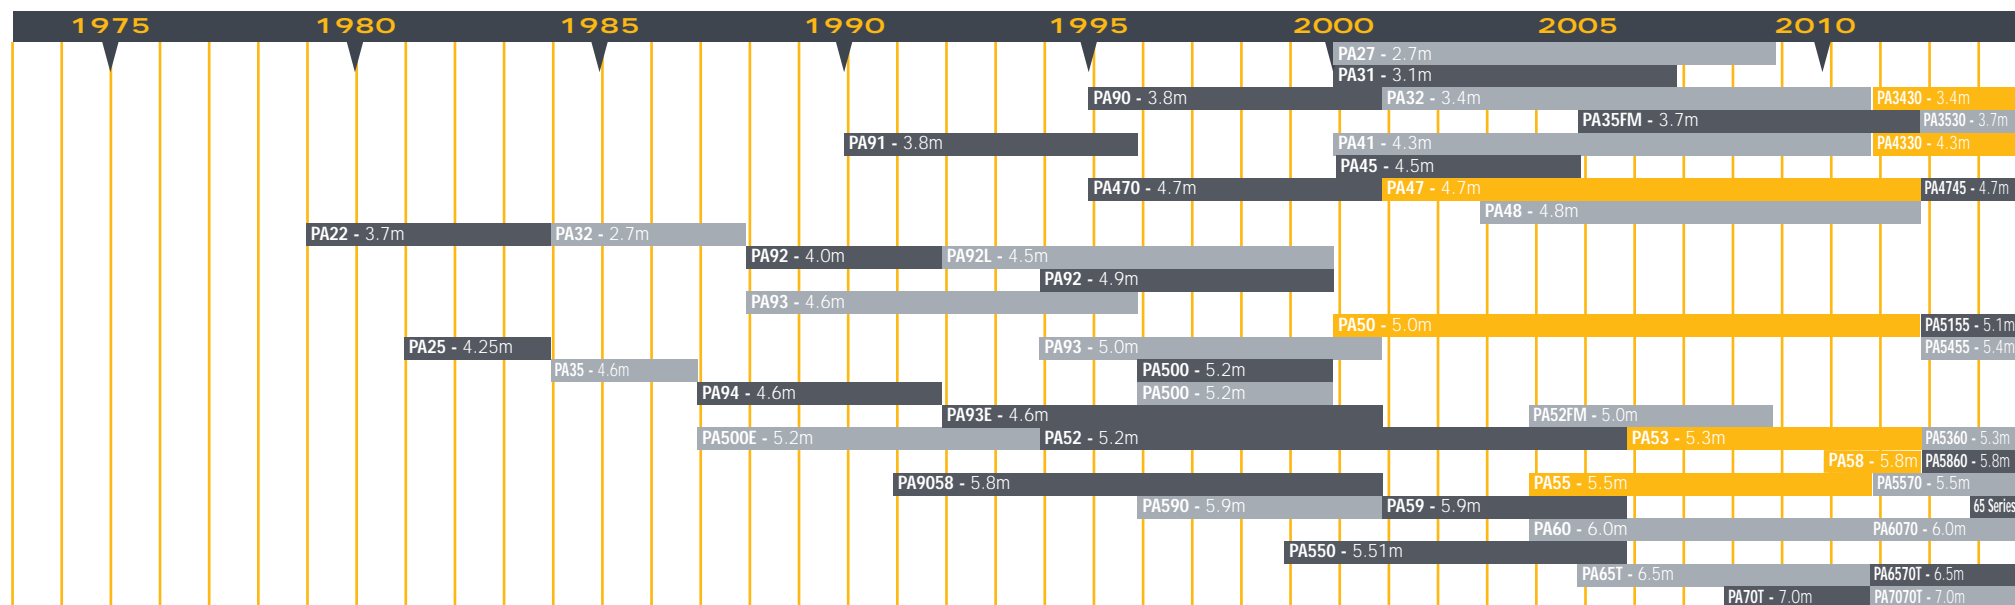 1975 1980 1985 1990 1995 2000 2005 2010
PA27 - 2.7m
PA31 - 3.1m
PA90 - 3.8m PA32 - 3.4m PA3430 - 3.4m
PA35FM - 3.7m PA3530 - 3.7m
PA91 - 3.8m PA41 - 4.3m PA4330 - 4.3m
PA45 - 4.5m
PA470 - 4.7m PA47 - 4.7m PA4745 - 4.7m
PA48 - 4.8m
PA22 - 3.7m PA32 - 2.7m
PA92 - 4.0m PA92L - 4.5m
PA92 - 4.9m
PA93 - 4.6m
PA50 - 5.0m PA5155 - 5.1m
PA25 - 4.25m PA93 - 5.0m PA5455 - 5.4m
PA35 - 4.6m PA500 - 5.2m
PA94 - 4.6m PA500 - 5.2m
PA93E - 4.6m PA52FM - 5.0m
PA500E - 5.2m PA52 - 5.2m PA53 - 5.3m PA5360 - 5.3m
PA58 - 5.8m PA5860 - 5.8m
PA9058 - 5.8m PA55 - 5.5m PA5570 - 5.5m
PA590 - 5.9m PA59 - 5.9m 65 Series
PA60 - 6.0m PA6070 - 6.0m
PA550 - 5.51m
PA65T - 6.5m PA6570T - 6.5m
PA70T - 7.0m PA7070T - 7.0m